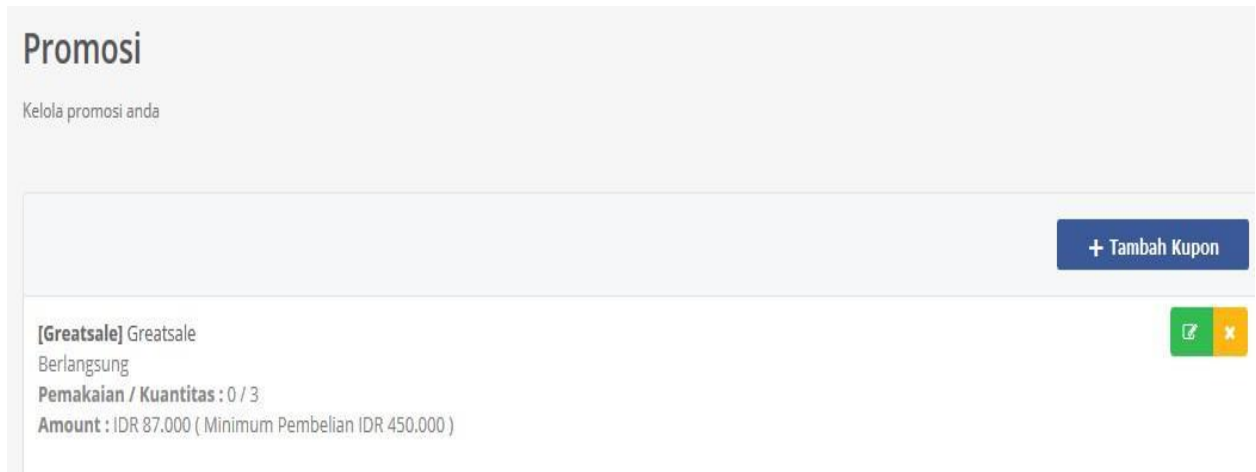 Promosi
Kelola promosi anda
+ Tambah Kupon
[Greatsale] Greatsale
Berlangsung
Pemakaian / Kuantitas : 0 / 3
Amount : IDR 87.000 ( Minimum Pembelian IDR 450.000 )